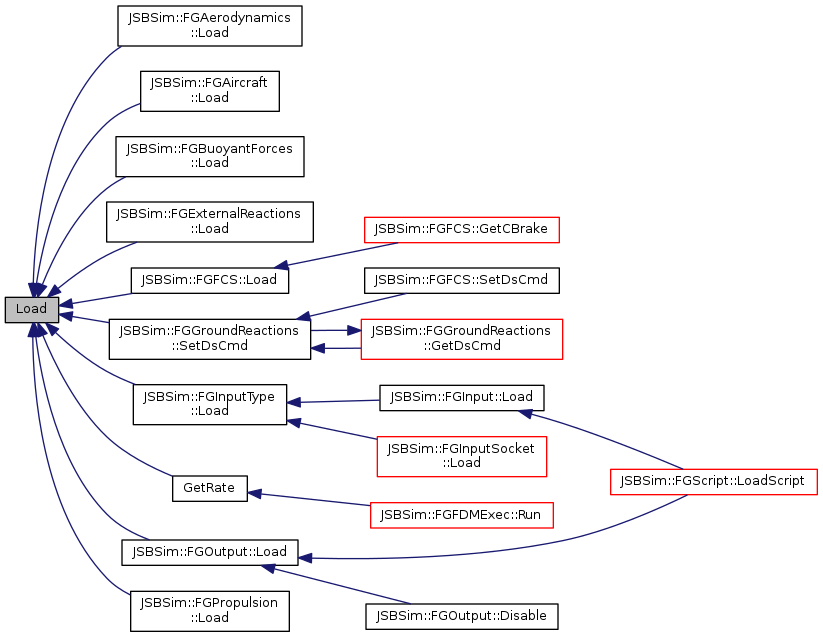 JSBSim::FGAerodynamics
::Load
JSBSim::FGAircraft
::Load
JSBSim::FGBuoyantForces
::Load
JSBSim::FGExternalReactions
::Load
JSBSim::FGFCS::GetCBrake
JSBSim::FGFCS::Load
JSBSim::FGFCS::SetDsCmd
Load
JSBSim::FGGroundReactions
::SetDsCmd
JSBSim::FGGroundReactions
::GetDsCmd
JSBSim::FGInputType
::Load
JSBSim::FGInput::Load
JSBSim::FGInputSocket
::Load
JSBSim::FGScript::LoadScript
GetRate
JSBSim::FGFDMExec::Run
JSBSim::FGOutput::Load
JSBSim::FGPropulsion
::Load
JSBSim::FGOutput::Disable